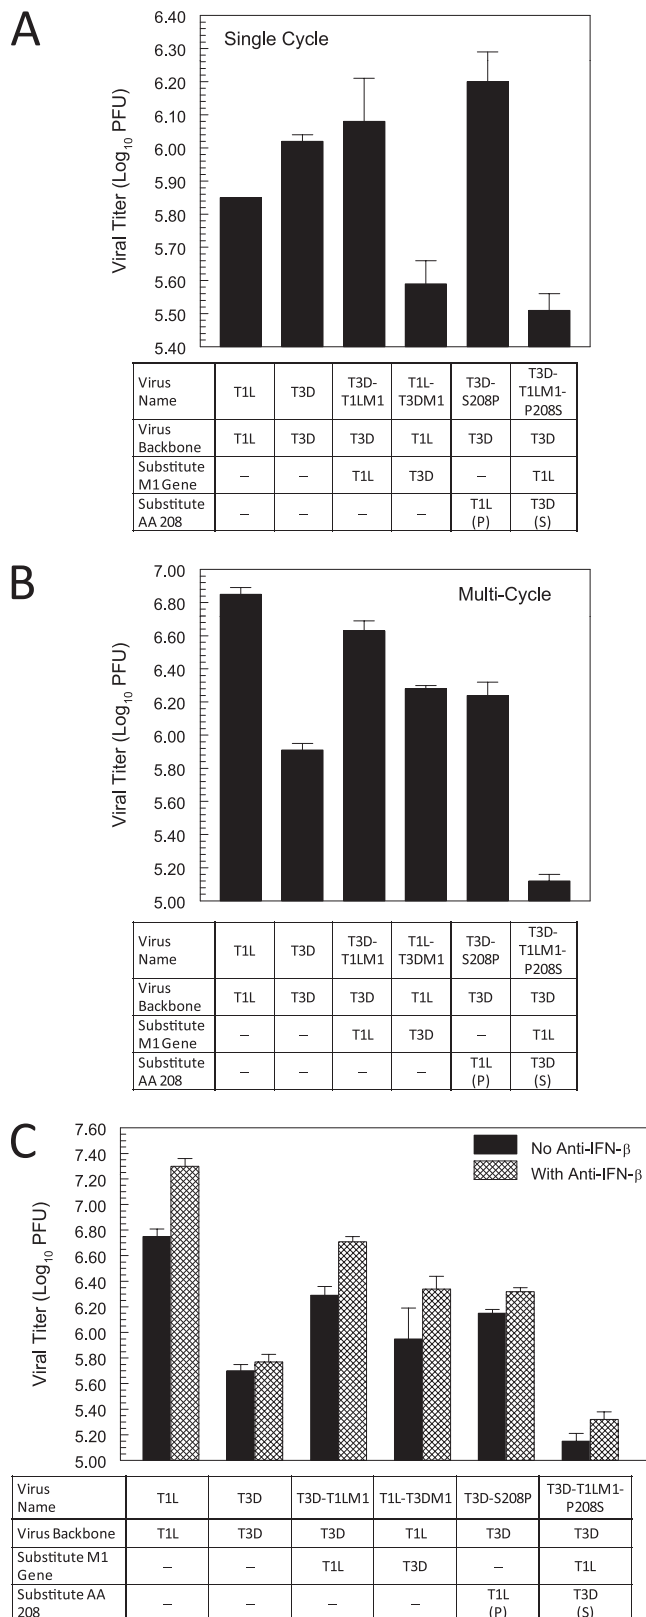 A
Single Cycle
Viral Titer (Log10 PFU)
6.40
6.30
6.20
6.10
6.00
5.90
5.80
5.70
5.60
5.50
5.40
Virus Name T1L T3D T3D-T1LM1 T1L-T3DM1 T3D-S208P T3D-T1LM1-P208S
Virus Backbone T1L T3D T3D T1L T3D T3D
Substitute M1 Gene – – T1L T3D – T1L
Substitute AA 208 – – – – T1L (P) T3D (S)
B
Multi-Cycle
Viral Titer (Log10 PFU)
7.00
6.80
6.60
6.40
6.20
6.00
5.80
5.60
5.40
5.20
5.00
Virus Name T1L T3D T3D-T1LM1 T1L-T3DM1 T3D-S208P T3D-T1LM1-P208S
Virus Backbone T1L T3D T3D T1L T3D T3D
Substitute M1 Gene – – T1L T3D – T1L
Substitute AA 208 – – – – T1L (P) T3D (S)
C
No Anti-IFN-β
With Anti-IFN-β
Viral Titer (Log10 PFU)
7.60
7.40
7.20
7.00
6.80
6.60
6.40
6.20
6.00
5.80
5.60
5.40
5.20
5.00
Virus Name T1L T3D T3D-T1LM1 T1L-T3DM1 T3D-S208P T3D-T1LM1-P208S
Virus Backbone T1L T3D T3D T1L T3D T3D
Substitute M1 Gene – – T1L T3D – T1L
Substitute AA 208 – – – – T1L (P) T3D (S)